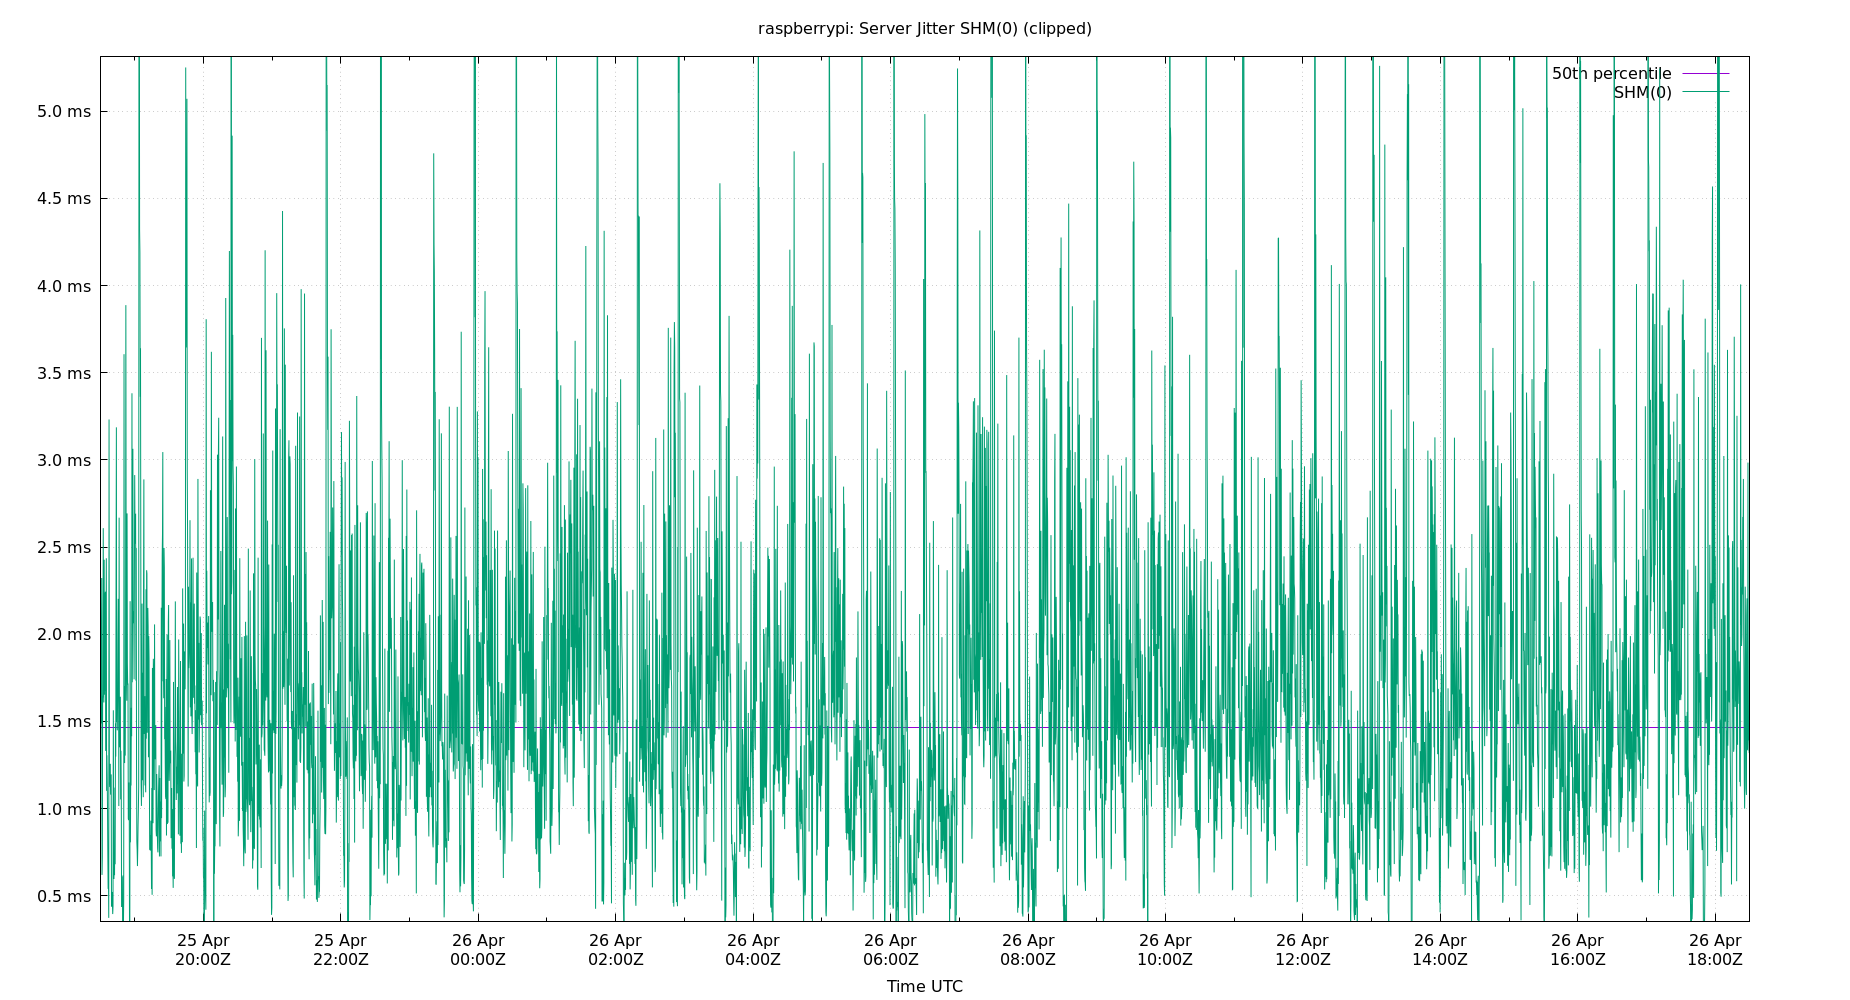 raspberrypi: Server Jitter SHM(0) (clipped)
50th percentile
SHM(0)
5.0 ms
4.5 ms
4.0 ms
3.5 ms
3.0 ms
2.5 ms
2.0 ms
1.5 ms
1.0 ms
0.5 ms
25 Apr 25 Apr 26 Apr 26 Apr 26 Apr 26 Apr 26 Apr 26 Apr 26 Apr 26 Apr 26 Apr 26 Apr
20:00Z 22:00Z 00:00Z 02:00Z 04:00Z 06:00Z 08:00Z 10:00Z 12:00Z 14:00Z 16:00Z 18:00Z
Time UTC